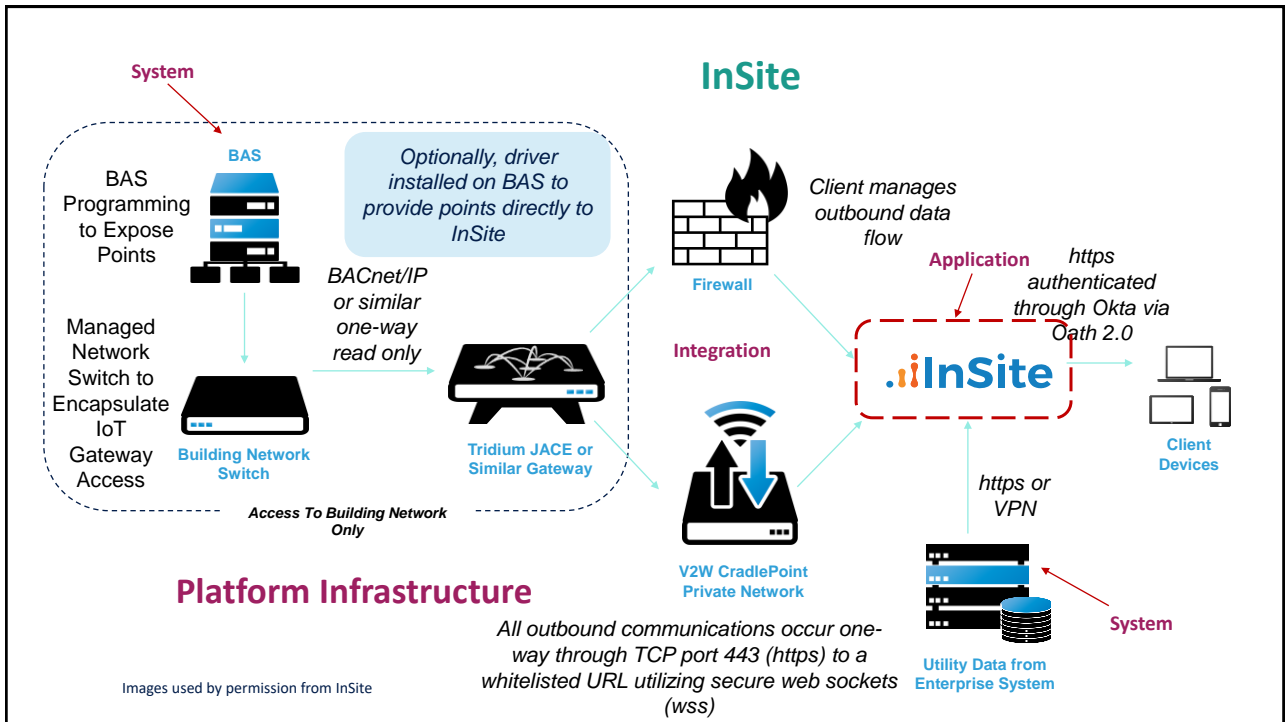 InSite
System
BAS
BAS
Programming
to Expose
Points
Optionally, driver
installed on BAS to
provide points directly to
InSite
Client manages
outbound data
flow
Firewall
Application
https
authenticated
through Okta via
Oath 2.0
BACnet/IP
or similar
one-way
read only
Managed
Network
Switch to
Encapsulate
IoT
Gateway
Access
Building Network
Switch
Tridium JACE or
Similar Gateway
Integration
InSite
Client
Devices
Access To Building Network
Only
https or
VPN
V2W CradlePoint
Private Network
Platform Infrastructure
System
All outbound communications occur one-
way through TCP port 443 (https) to a
whitelisted URL utilizing secure web sockets
(wss)
Utility Data from
Enterprise System
Images used by permission from InSite